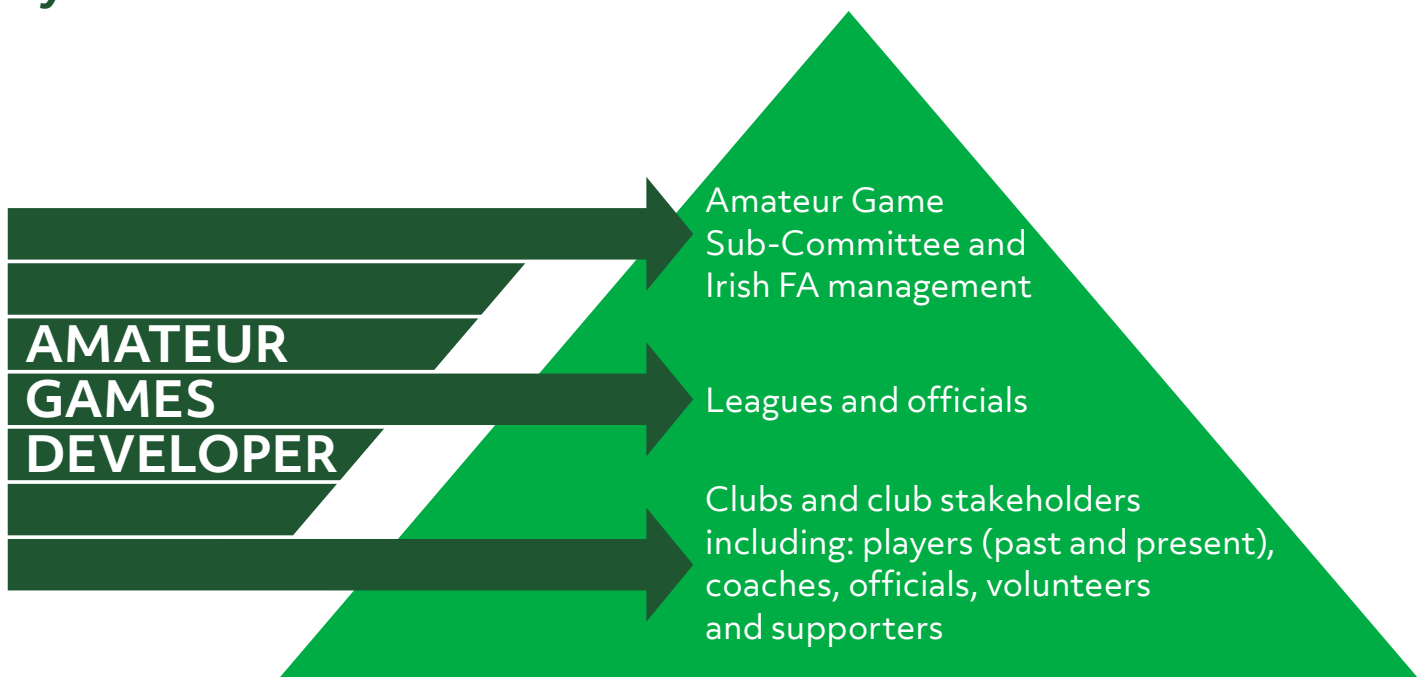 AMATEUR
GAMES
DEVELOPER
Amateur Game
Sub-Committee and
Irish FA management
Leagues and officials
Clubs and club stakeholders
including: players (past and present),
coaches, officials, volunteers
and supporters